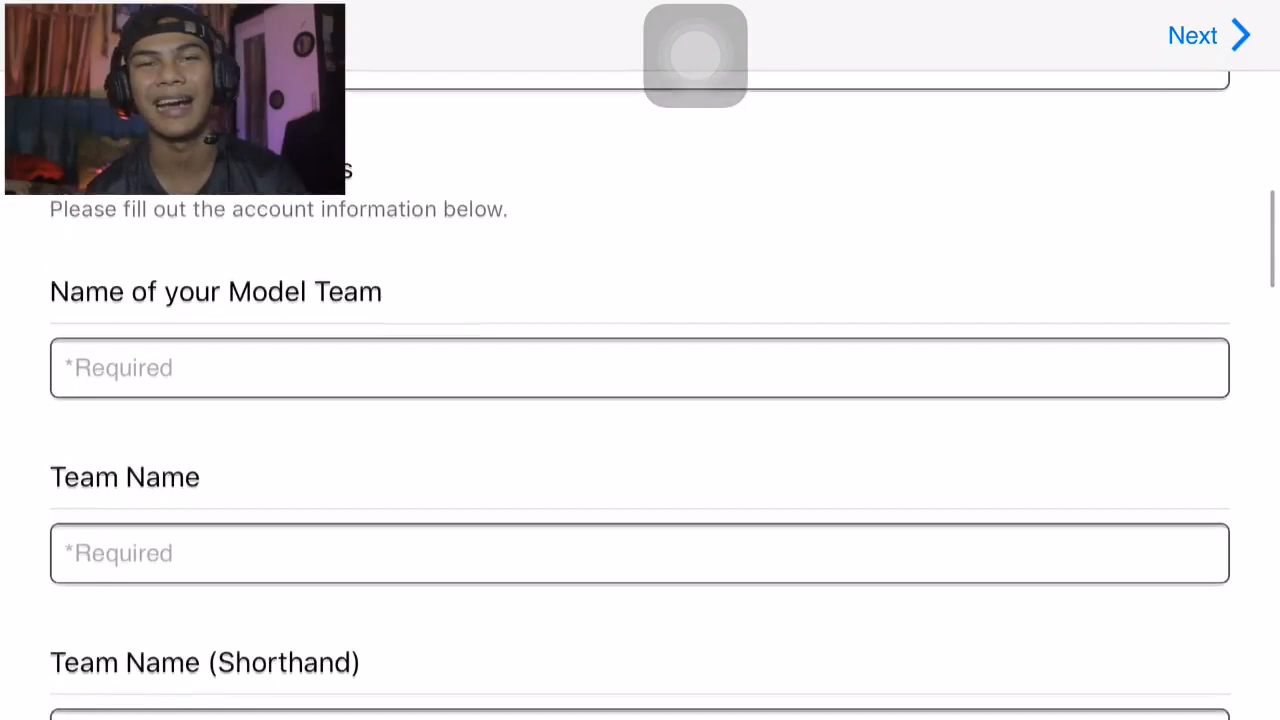 Next
s
Please fill out the account information below.
Name of your Model Team
*Required
Team Name
*Required
Team Name (Shorthand)